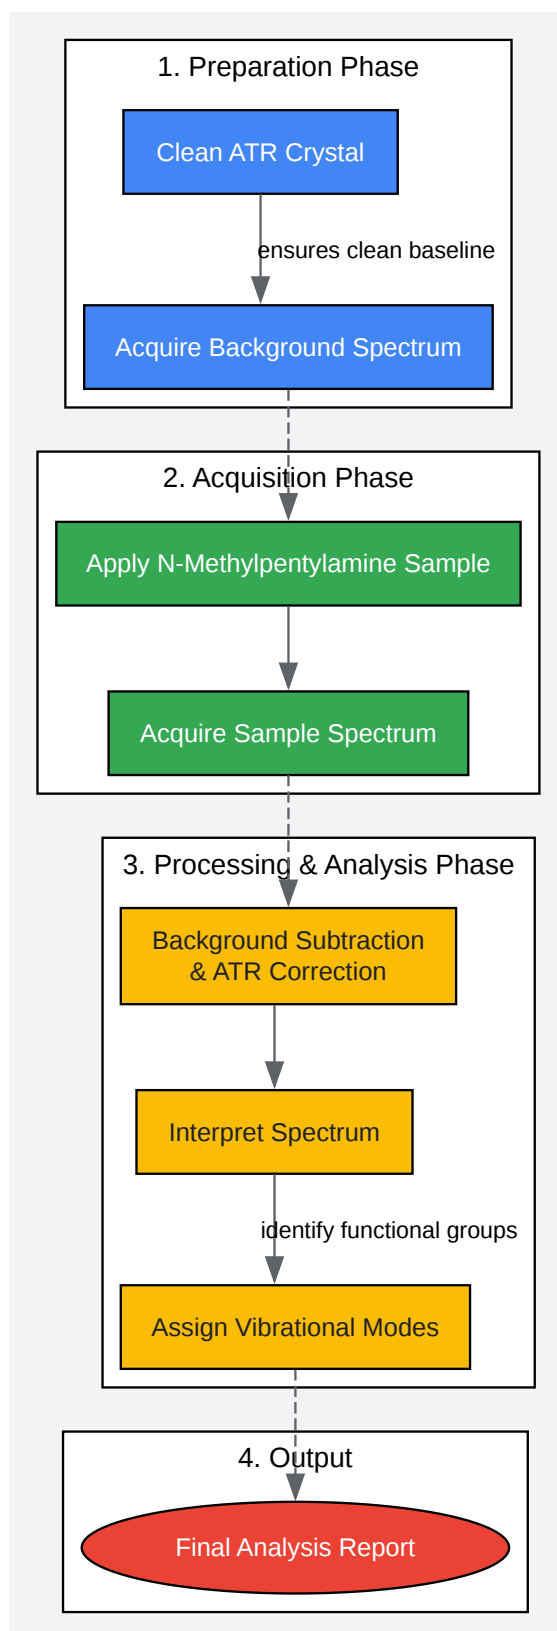 1. Preparation Phase
Clean ATR Crystal
ensures clean baseline
Acquire Background Spectrum
2. Acquisition Phase
Apply N-Methylpentylamine Sample
Acquire Sample Spectrum
3. Processing & Analysis Phase
Background Subtraction
& ATR Correction
Interpret Spectrum
identify functional groups
Assign Vibrational Modes
4. Output
Final Analysis Report